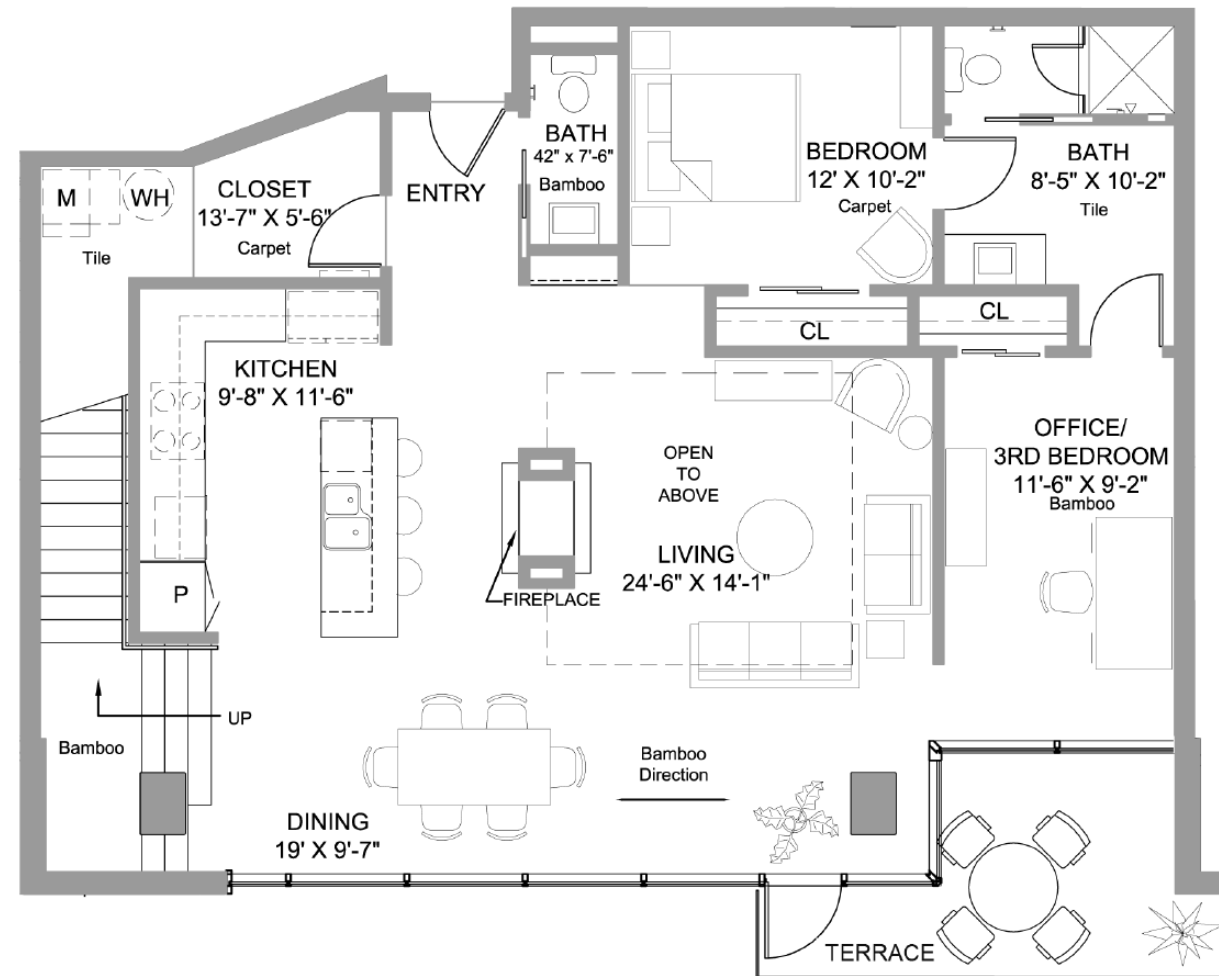 BATH
42" x 7'-6"
Bamboo
BEDROOM
12' X 10'-2"
Carpet
BATH
8'-5" X 10'-2"
Tile
M
WH
CLOSET
13'-7" X 5'-6"
Carpet
ENTRY
Tile
CL
CL
KITCHEN
9'-8" X 11'-6"
OPEN
TO
ABOVE
OFFICE/
3RD BEDROOM
11'-6" X 9'-2"
Bamboo
LIVING
24'-6" X 14'-1"
P
FIREPLACE
UP
Bamboo
Bamboo
Direction
DINING
19' X 9'-7"
TERRACE